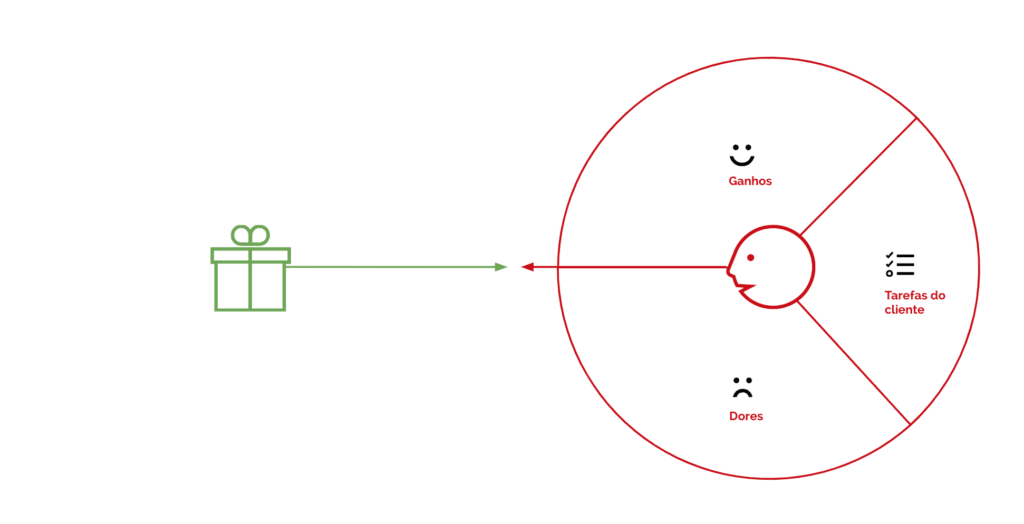 Ganhos
Tarefas do
cliente
Dores